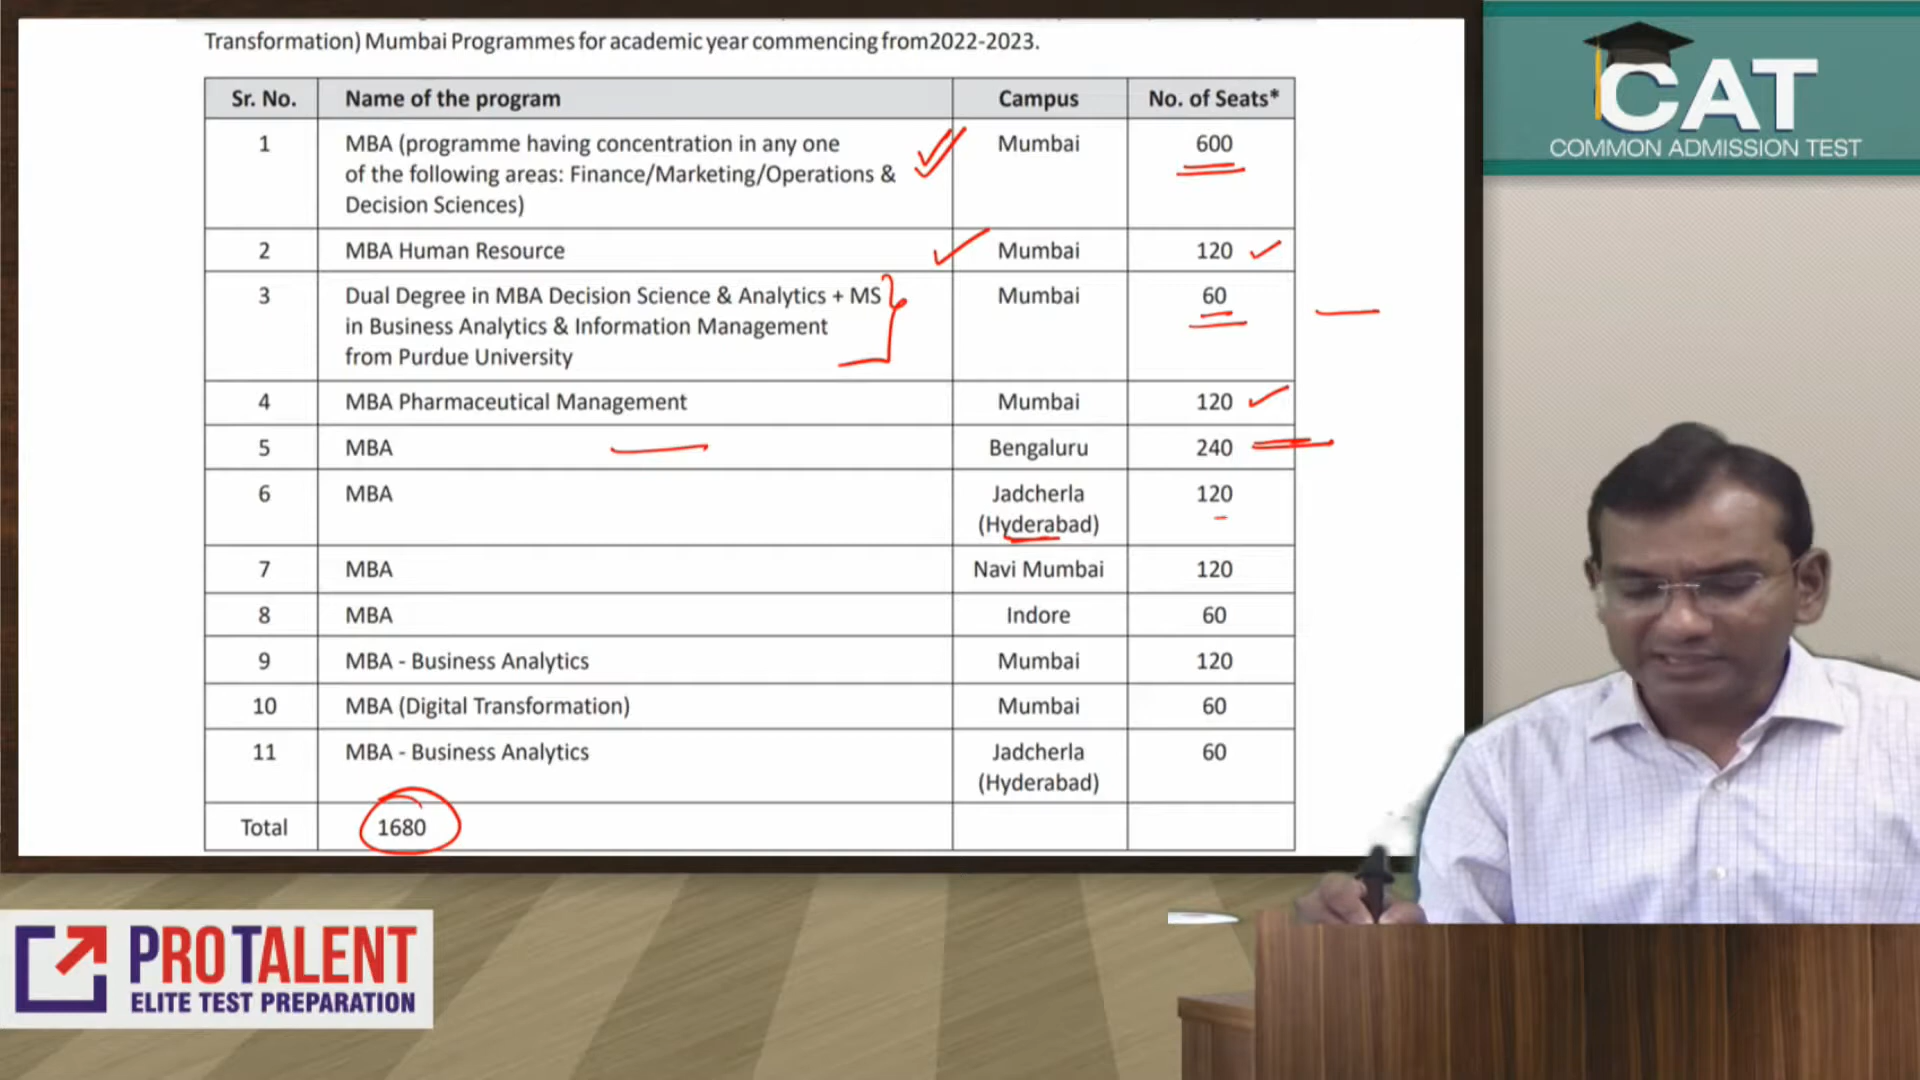 Transformation) Mumbai Programmes for academic year commencing from2022-2023.
Sr. No. Name of the program Campus No. of Seats*
1 MBA (programme having concentration in any one Mumbai 600
of the following areas: Finance/Marketing/Operations &
Decision Sciences)
2 MBA Human Resource Mumbai 120
3 Dual Degree in MBA Decision Science & Analytics + MS Mumbai 60
in Business Analytics & Information Management
from Purdue University
4 MBA Pharmaceutical Management Mumbai 120
5 MBA Bengaluru 240
6 MBA Jadcherla 120
(Hyderabad)
7 MBA Navi Mumbai 120
8 MBA Indore 60
9 MBA - Business Analytics Mumbai 120
10 MBA (Digital Transformation) Mumbai 60
11 MBA - Business Analytics Jadcherla 60
(Hyderabad)
Total 1680
CAT
COMMON ADMISSION TEST
PROTALENT
ELITE TEST PREPARATION